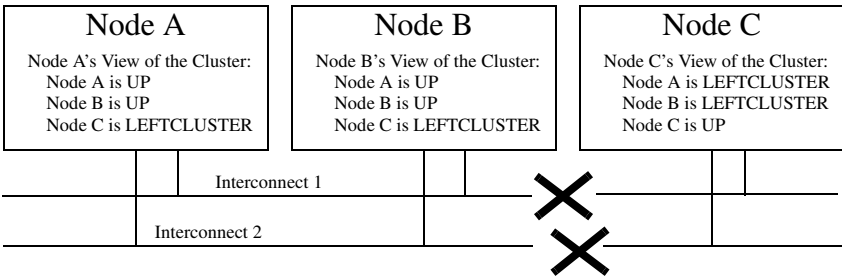 Node A
Node A's View of the Cluster:
Node A is UP
Node B is UP
Node C is LEFTCLUSTER
Node B
Node B's View of the Cluster:
Node A is UP
Node B is UP
Node C is LEFTCLUSTER
Node C
Node C's View of the Cluster:
Node A is LEFTCLUSTER
Node B is LEFTCLUSTER
Node C is UP
Interconnect 1
Interconnect 2